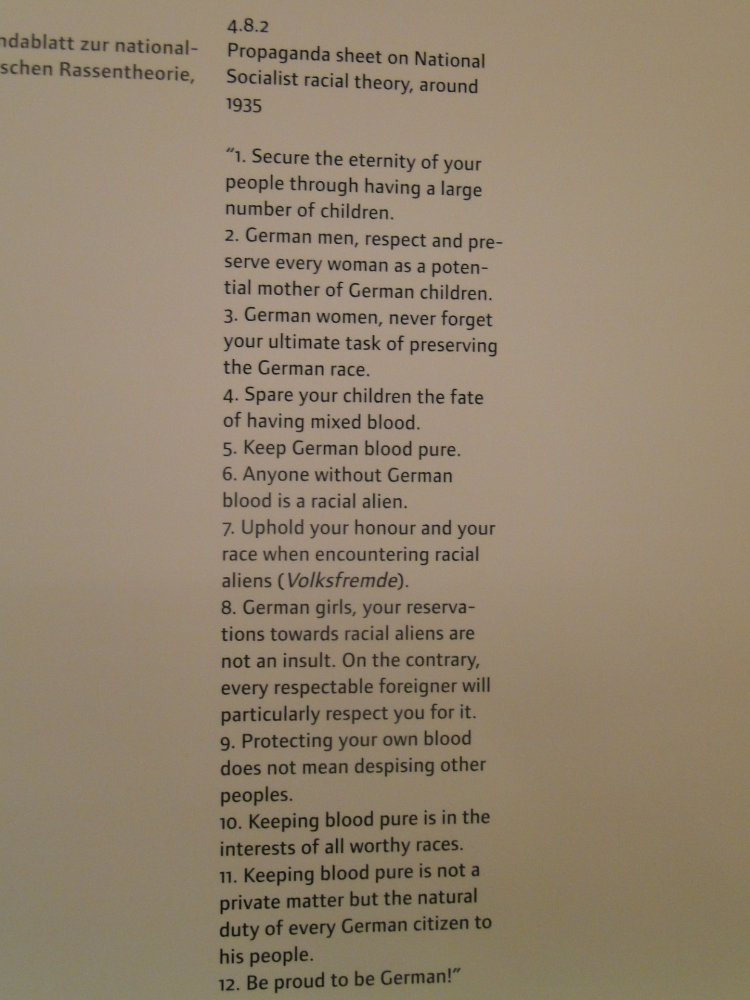 ndablatt zur national-
schen Rassentheorie,
4.8.2
Propaganda sheet on National
Socialist racial theory, around
1935
“1. Secure the eternity of your
people through having a large
number of children.
2. German men, respect and pre-
serve every woman as a poten-
tial mother of German children.
3. German women, never forget
your ultimate task of preserving
the German race.
4. Spare your children the fate
of having mixed blood.
5. Keep German blood pure.
6. Anyone without German
blood is a racial alien.
7. Uphold your honour and your
race when encountering racial
aliens (Volksfremde).
8. German girls, your reserva-
tions towards racial aliens are
not an insult. On the contrary,
every respectable foreigner will
particularly respect you for it.
9. Protecting your own blood
does not mean despising other
peoples.
10. Keeping blood pure is in the
interests of all worthy races.
11. Keeping blood pure is not a
private matter but the natural
duty of every German citizen to
his people.
12. Be proud to be German!”